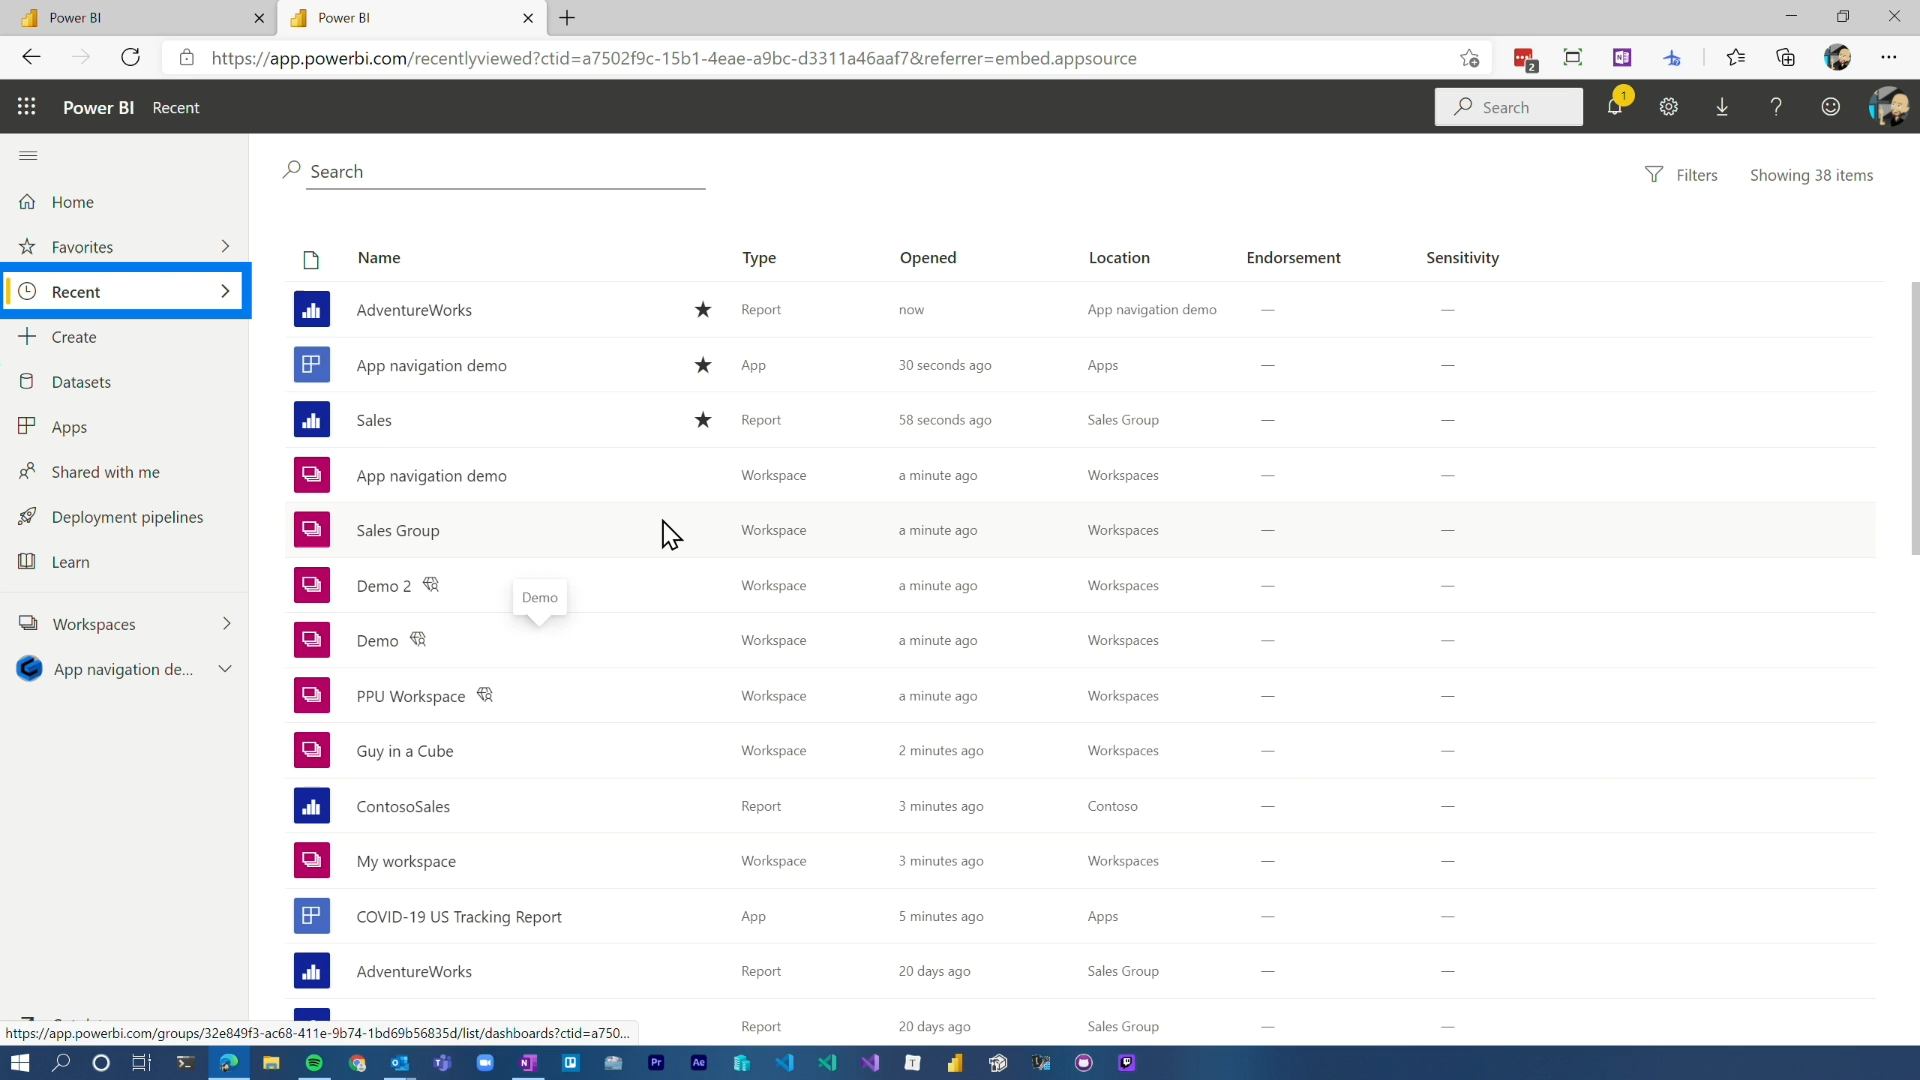 Power BI
Power BI
https://app.powerbi.com/recentlyviewed?ctid=a7502f9c-15b1-4eae-a9bc-d3311a46aaf7&referrer=embed.appsource
2
Power BI Recent
Search
1
Search
Filters
Showing 38 items
Home
Favorites
Recent
Create
Datasets
Apps
Shared with me
Deployment pipelines
Learn
Workspaces
App navigation de...
Name Type Opened Location Endorsement Sensitivity
AdventureWorks Report now App navigation demo — —
App navigation demo App 30 seconds ago Apps — —
Sales Report 58 seconds ago Sales Group — —
App navigation demo Workspace a minute ago Workspaces — —
Sales Group Workspace a minute ago Workspaces — —
Demo 2 Workspace a minute ago Workspaces — —
Demo
Demo Workspace a minute ago Workspaces — —
PPU Workspace Workspace a minute ago Workspaces — —
Guy in a Cube Workspace 2 minutes ago Workspaces — —
ContosoSales Report 3 minutes ago Contoso — —
My workspace Workspace 3 minutes ago Workspaces — —
COVID-19 US Tracking Report App 5 minutes ago Apps — —
AdventureWorks Report 20 days ago Sales Group — —
Report 20 days ago Sales Group — —
https://app.powerbi.com/groups/32e849f3-ac68-411e-9b74-1bd69b56835d/list/dashboards?ctid=a750...
Pr
Ae